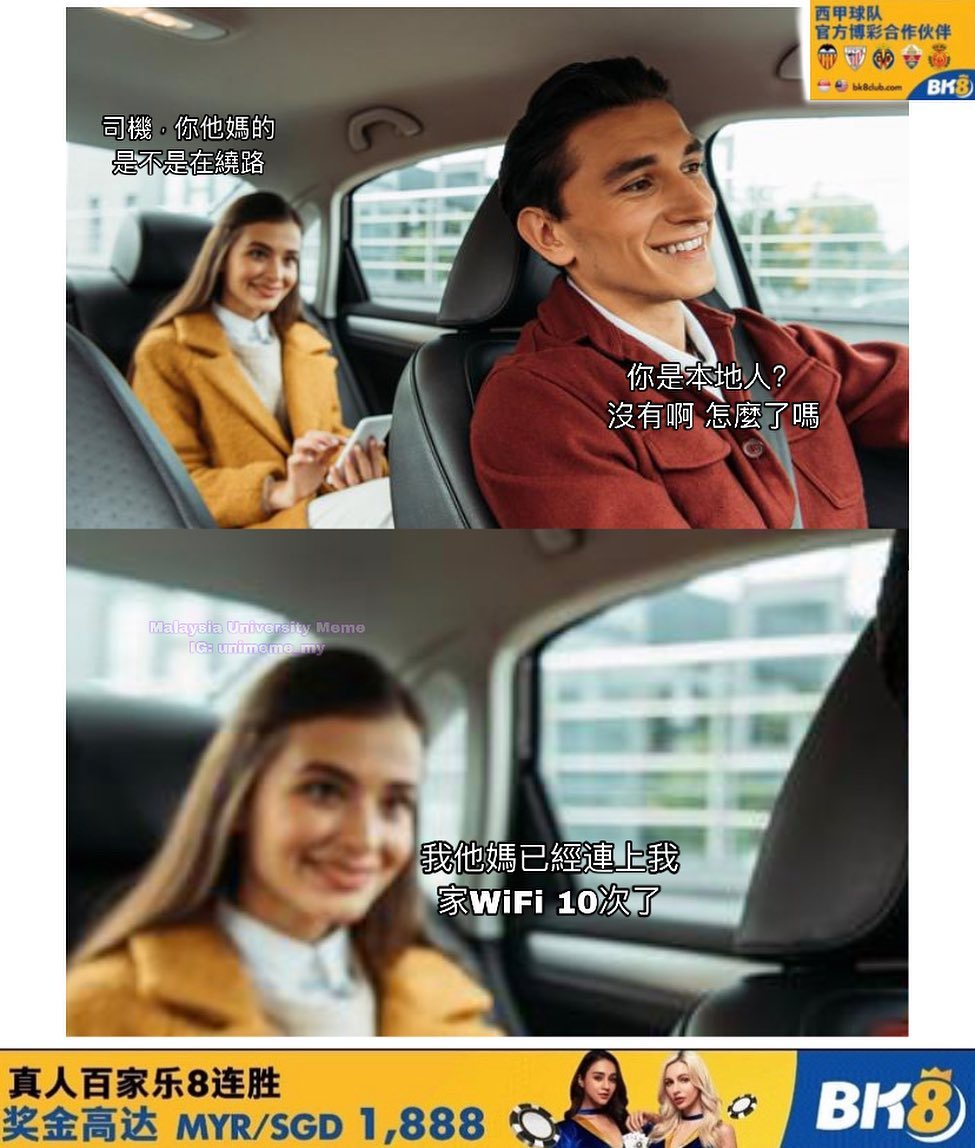 西甲球队
官方博彩合作伙伴
bk8club.com
BK8
司機，你他媽的
是不是在繞路
你是本地人?
沒有啊 怎麼了嗎
Malaysia University Meme
IG: unimeme_my
我他媽已經連上我
家WiFi 10次了
真人百家乐8连胜
奖金高达 MYR/SGD 1,888
BK8